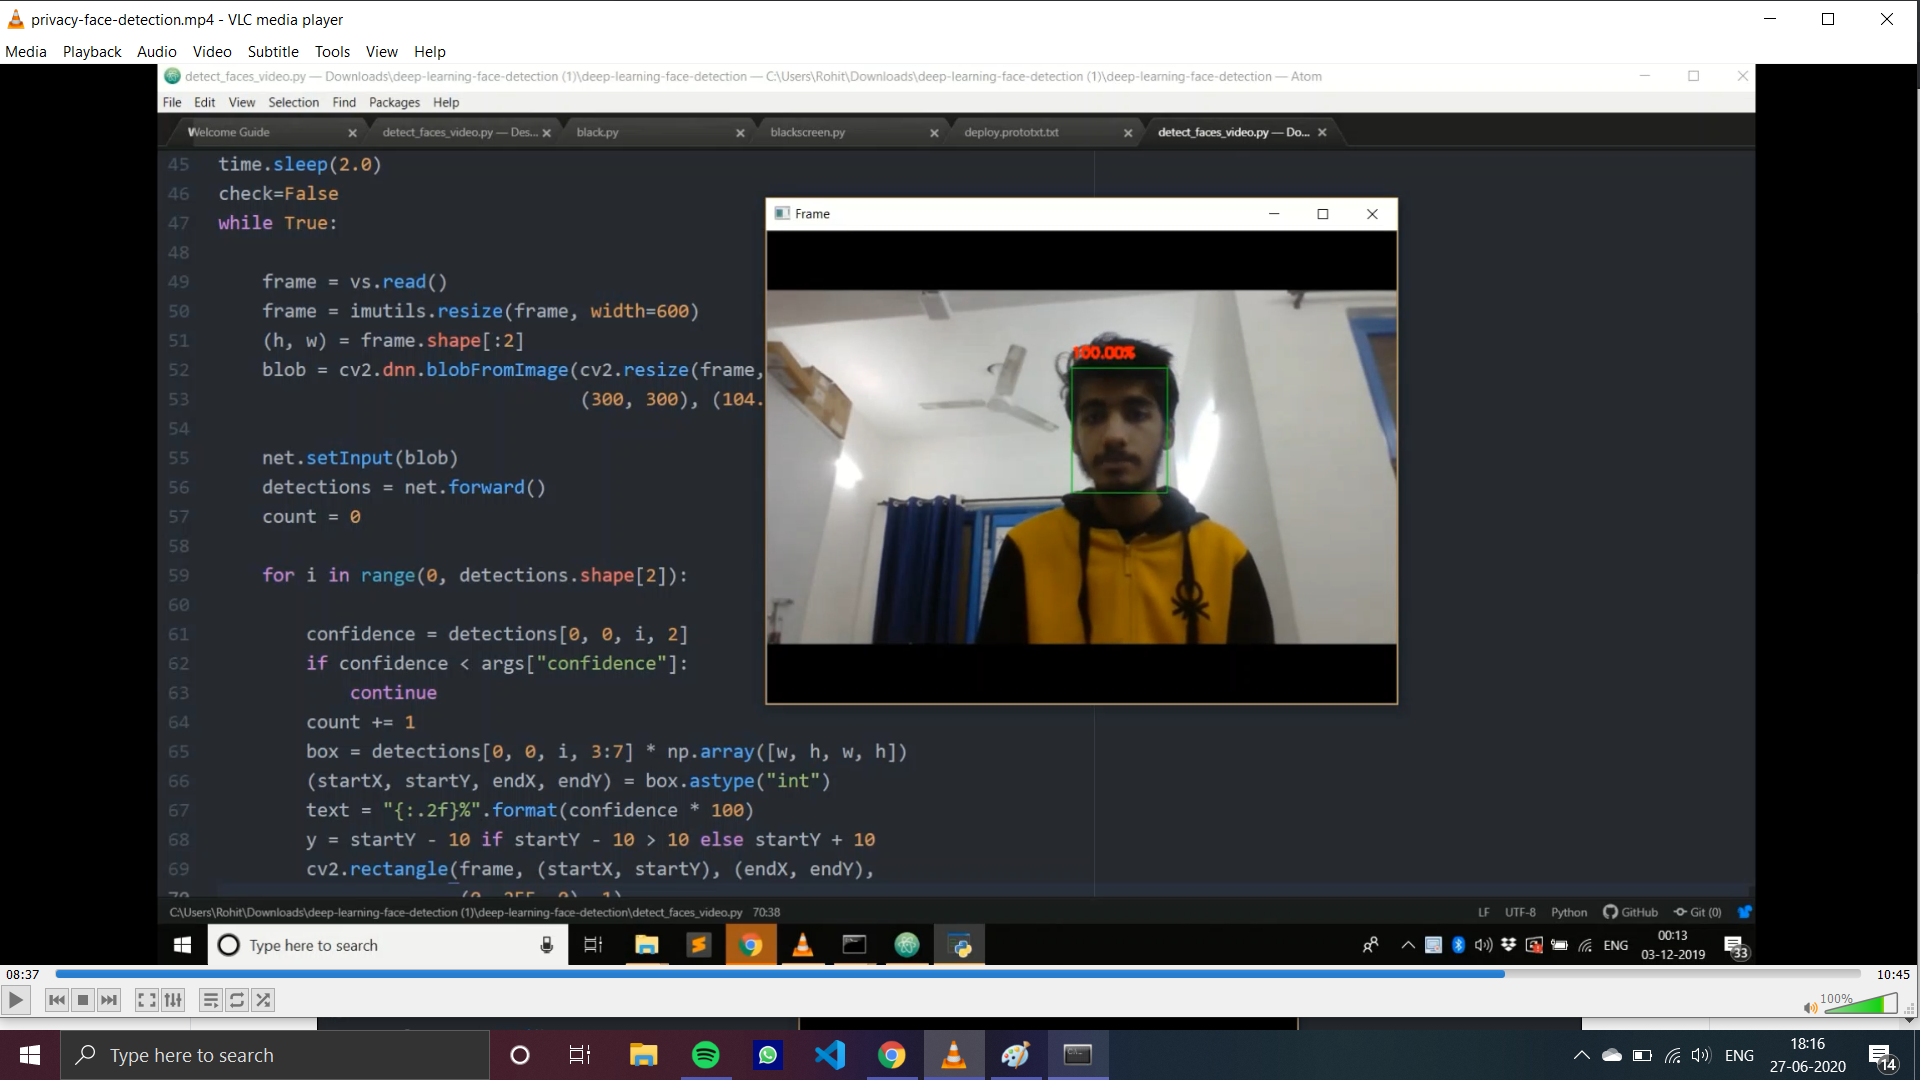 privacy-face-detection.mp4 - VLC media player
Media Playback Audio Video Subtitle Tools View Help
detect_faces_video.py — Downloads\deep-learning-face-detection (1)\deep-learning-face-detection — C:\Users\Rohit\Downloads\deep-learning-face-detection (1)\deep-learning-face-detection — Atom
File Edit View Selection Find Packages Help
Welcome Guide detect_faces_video.py — Des... black.py blackscreen.py deploy.prototxt.txt detect_faces_video.py — Do...
45 time.sleep(2.0)
46 check=False
47 while True:
48
49 frame = vs.read()
50 frame = imutils.resize(frame, width=600)
51 (h, w) = frame.shape[:2]
52 blob = cv2.dnn.blobFromImage(cv2.resize(frame,
53 (300, 300), (104.
54
55 net.setInput(blob)
56 detections = net.forward()
57 count = 0
58
59 for i in range(0, detections.shape[2]):
60
61 confidence = detections[0, 0, i, 2]
62 if confidence < args["confidence"]:
63 continue
64 count += 1
65 box = detections[0, 0, i, 3:7] * np.array([w, h, w, h])
66 (startX, startY, endX, endY) = box.astype("int")
67 text = "{:.2f}%".format(confidence * 100)
68 y = startY - 10 if startY - 10 > 10 else startY + 10
69 cv2.rectangle(frame, (startX, startY), (endX, endY),
70 (0, 255, 0), 1)
Frame
100.00%
C:\Users\Rohit\Downloads\deep-learning-face-detection (1)\deep-learning-face-detection\detect_faces_video.py 70:38 LF UTF-8 Python GitHub Git (0)
Type here to search ENG 00:13
03-12-2019 33
08:37 10:45
100%
Type here to search ENG 18:16
27-06-2020 14